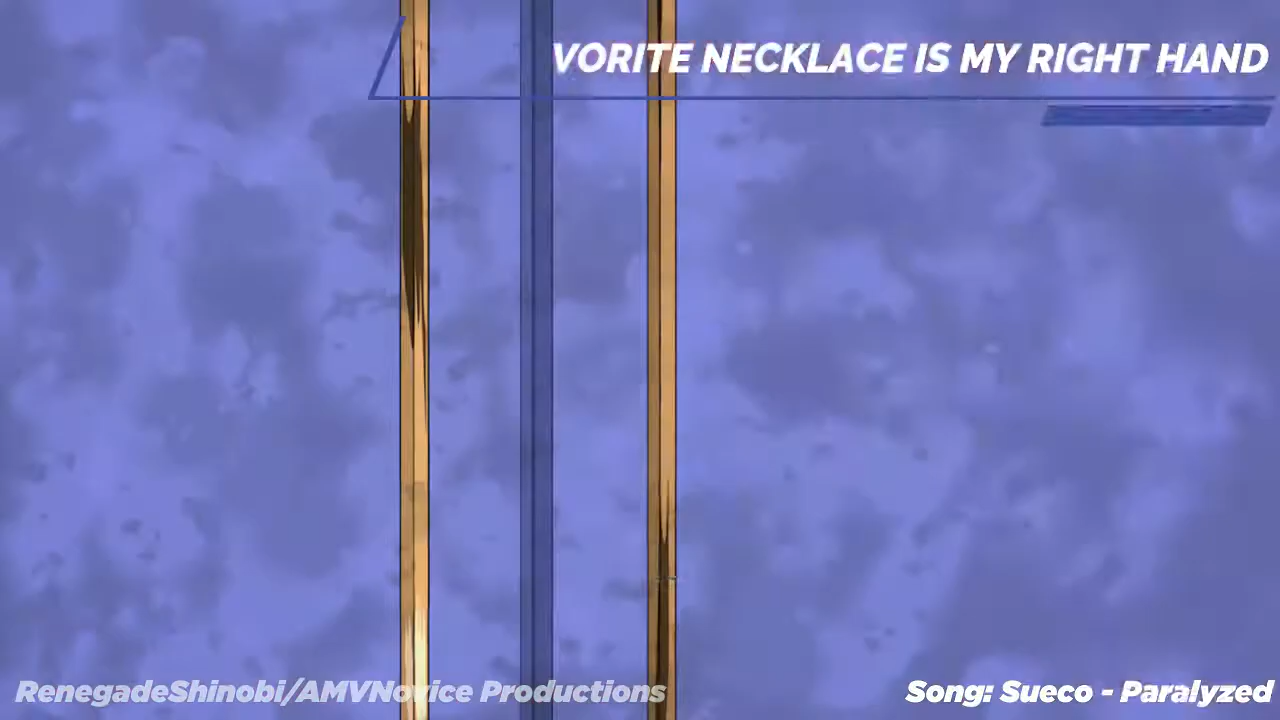 VORITE NECKLACE IS MY RIGHT HAND
RenegadeShinobi/AMVNovice Productions
Song: Sueco - Paralyzed